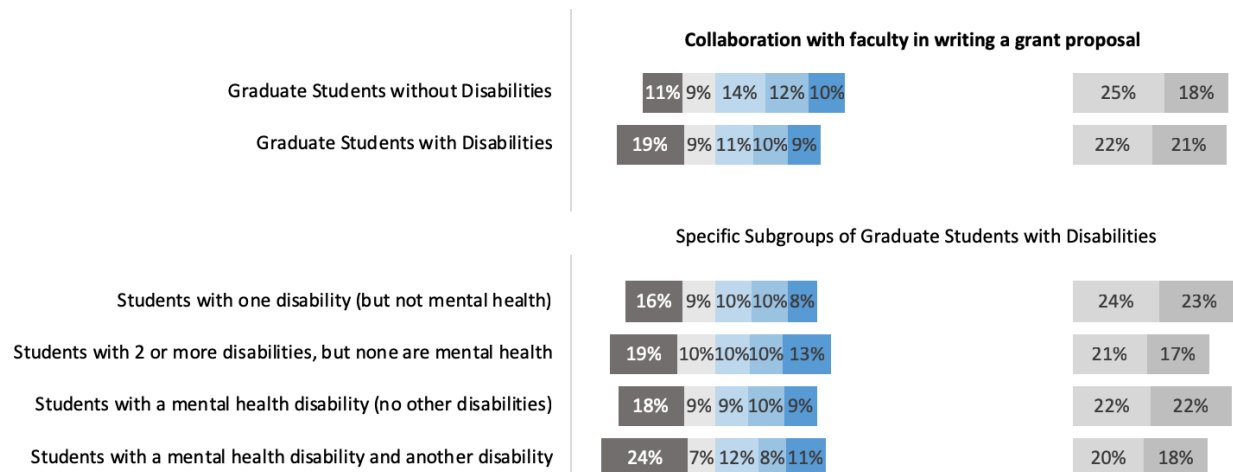 Collaboration with faculty in writing a grant proposal
Graduate Students without Disabilities 11% 9% 14% 12% 10% 25% 18%
Graduate Students with Disabilities 19% 9% 11% 10% 9% 22% 21%
Specific Subgroups of Graduate Students with Disabilities
Students with one disability (but not mental health) 16% 9% 10% 10% 8% 24% 23%
Students with 2 or more disabilities, but none are mental health 19% 10% 10% 10% 13% 21% 17%
Students with a mental health disability (no other disabilities) 18% 9% 9% 10% 9% 22% 22%
Students with a mental health disability and another disability 24% 7% 12% 8% 11% 20% 18%